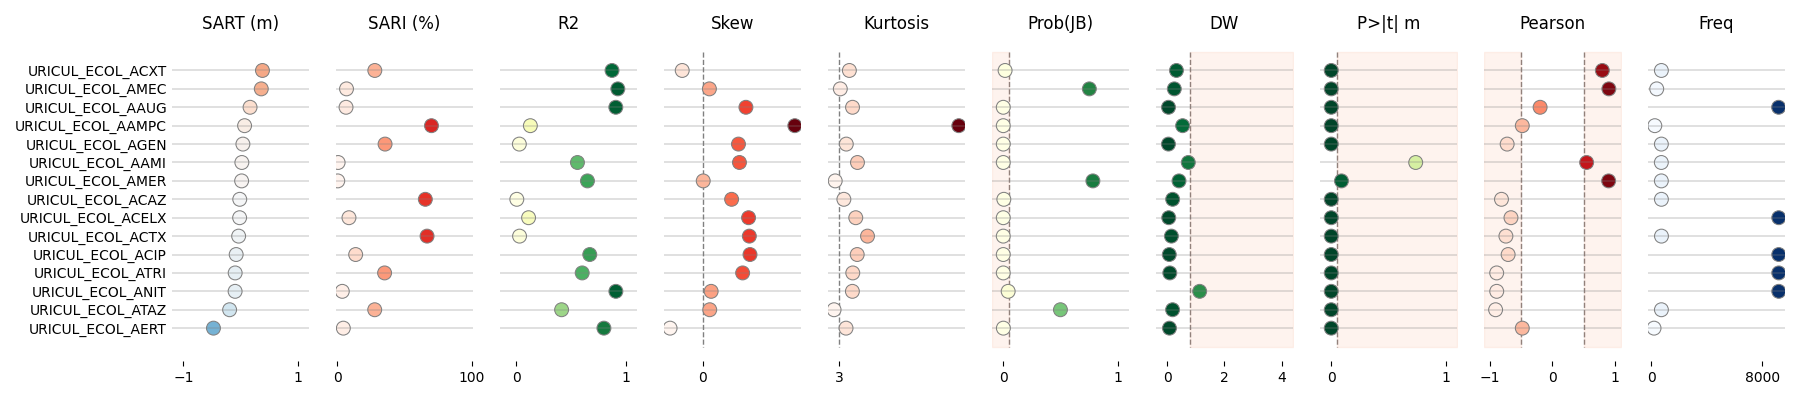 SART (m) SARI (%) R2 Skew Kurtosis Prob(JB) DW P>|t| m Pearson Freq
URICUL_ECOL_ACXT
URICUL_ECOL_AMEC
URICUL_ECOL_AAUG
URICUL_ECOL_AAMPC
URICUL_ECOL_AGEN
URICUL_ECOL_AAMI
URICUL_ECOL_AMER
URICUL_ECOL_ACAZ
URICUL_ECOL_ACELX
URICUL_ECOL_ACTX
URICUL_ECOL_ACIP
URICUL_ECOL_ATRI
URICUL_ECOL_ANIT
URICUL_ECOL_ATAZ
URICUL_ECOL_AERT
−1 1 0 100 0 1 0 3 0 1 0 2 4 0 1 −1 0 1 0 8000